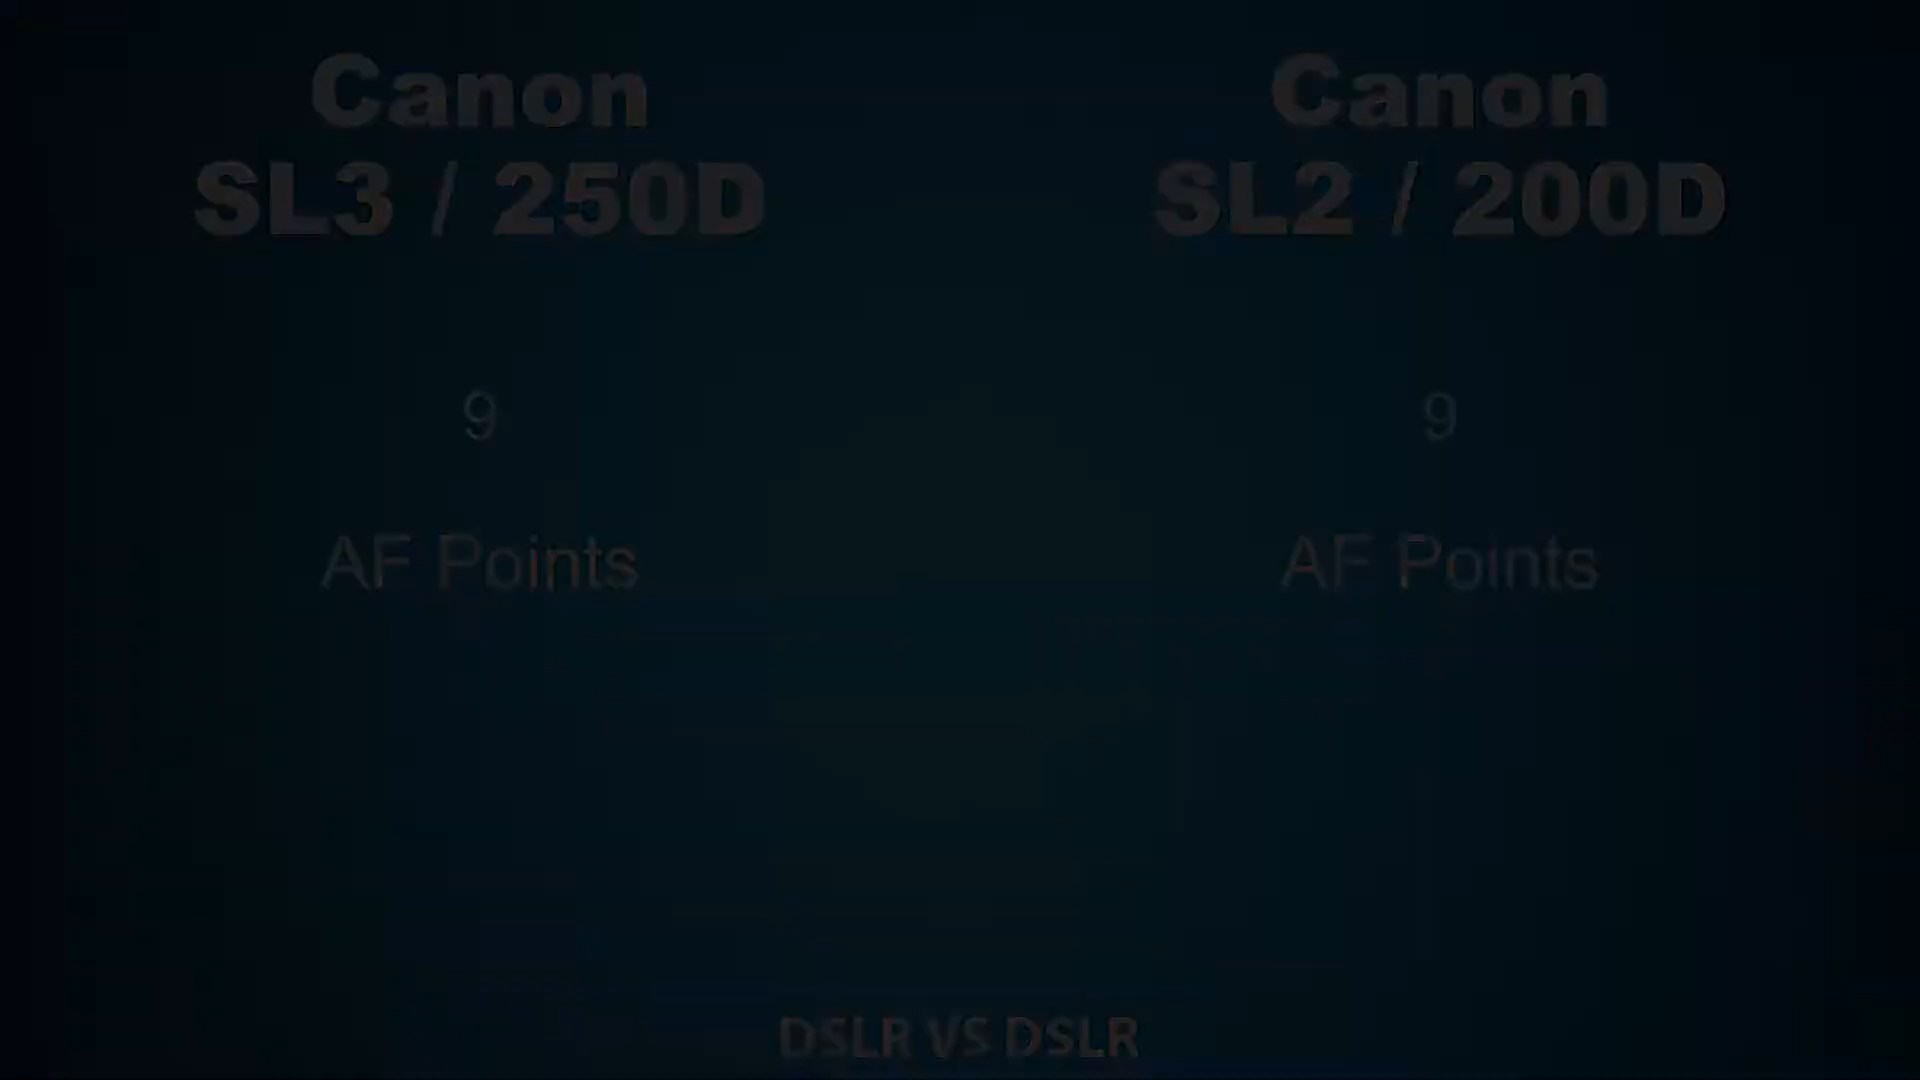 Canon
SL3 / 250D
9
AF Points
Canon
SL2 / 200D
9
AF Points
DSLR VS DSLR